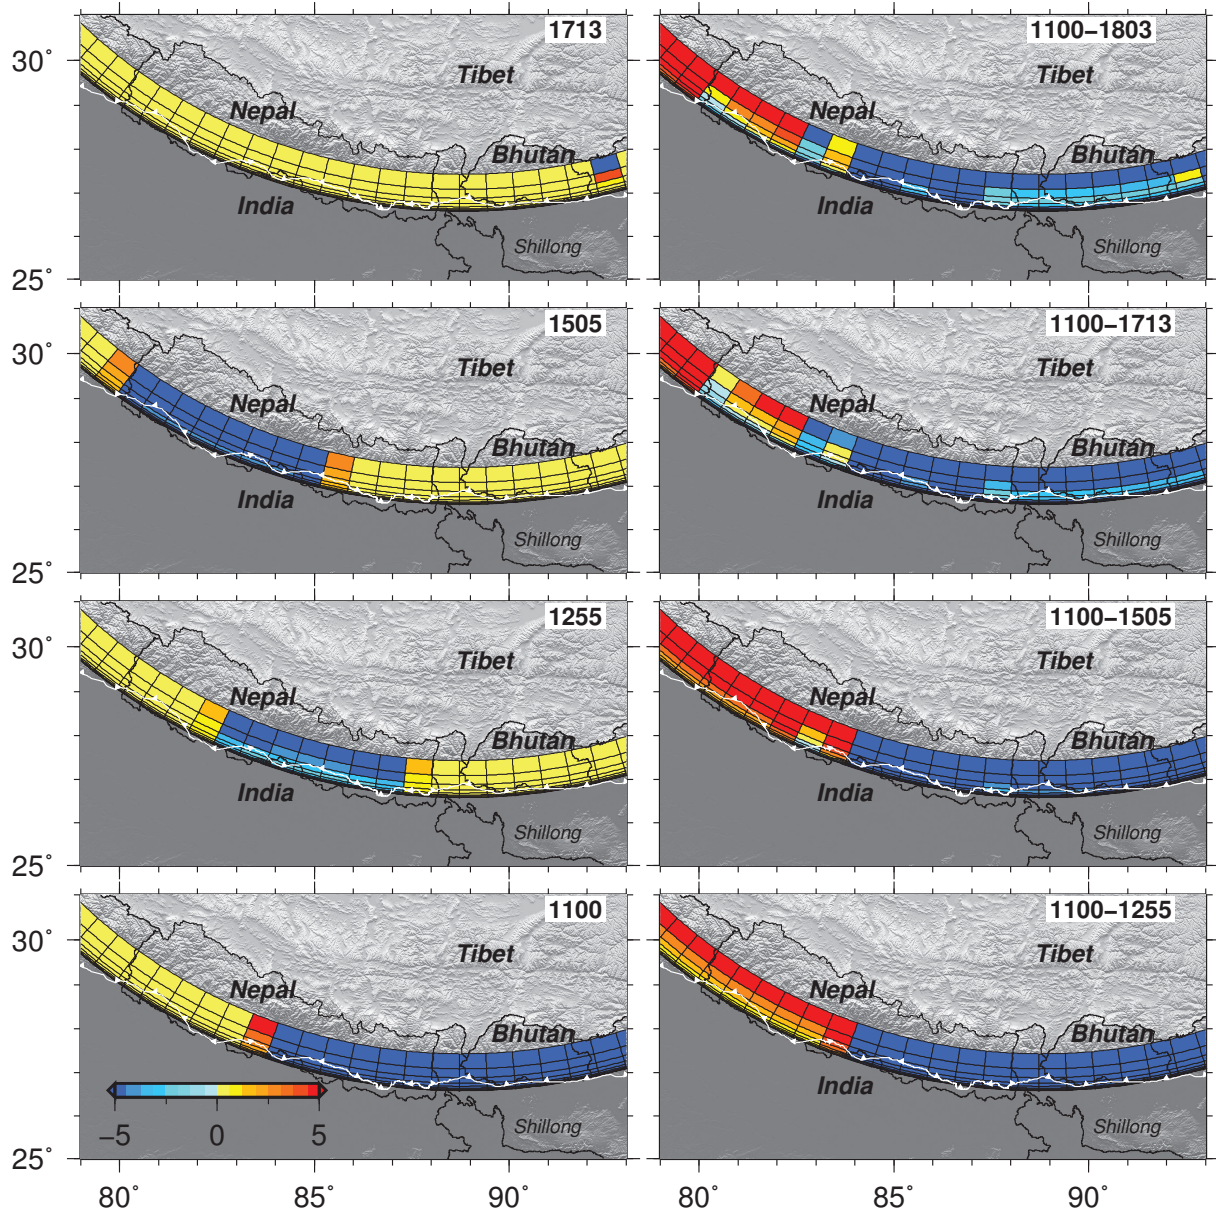 1713
30°
Tibet
Nepal
Bhutan
India
Shillong
25°
1100–1803
Tibet
Nepal
Bhutan
India
Shillong
1505
30°
Tibet
Nepal
Bhutan
India
Shillong
25°
1100–1713
Tibet
Nepal
Bhutan
India
Shillong
1255
30°
Tibet
Nepal
Bhutan
India
Shillong
25°
1100–1505
Tibet
Nepal
Bhutan
India
Shillong
1100
30°
Tibet
Nepal
Bhutan
Shillong
−5 0 5
25°
80° 85° 90°
1100–1255
Tibet
Nepal
Bhutan
India
Shillong
80° 85° 90°